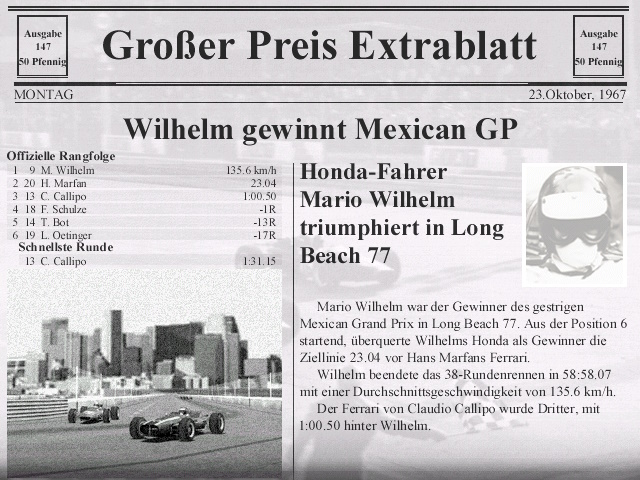 Ausgabe
147
50 Pfennig
Großer Preis Extrablatt
Ausgabe
147
50 Pfennig
MONTAG 23.Oktober, 1967
Wilhelm gewinnt Mexican GP
Offizielle Rangfolge
1 9 M. Wilhelm 135.6 km/h
2 20 H. Marfan 23.04
3 13 C. Callipo 1:00.50
4 18 F. Schulze -1R
5 14 T. Bot -13R
6 19 L. Oetinger -17R
Schnellste Runde
13 C. Callipo 1:31.15
Honda-Fahrer
Mario Wilhelm
triumphiert in Long
Beach 77
Mario Wilhelm war der Gewinner des gestrigen
Mexican Grand Prix in Long Beach 77. Aus der Position 6
startend, überquerte Wilhelms Honda als Gewinner die
Ziellinie 23.04 vor Hans Marfans Ferrari.
Wilhelm beendete das 38-Rundenrennen in 58:58.07
mit einer Durchschnittsgeschwindigkeit von 135.6 km/h.
Der Ferrari von Claudio Callipo wurde Dritter, mit
1:00.50 hinter Wilhelm.